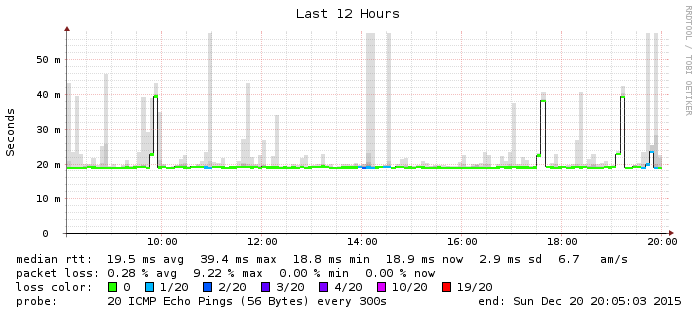 Last 12 Hours
RRDTOOL / TOBI OETIKER
Seconds
50 m
40 m
30 m
20 m
10 m
0
10:00 12:00 14:00 16:00 18:00 20:00
median rtt: 19.5 ms avg 39.4 ms max 18.8 ms min 18.9 ms now 2.9 ms sd 6.7 am/s
packet loss: 0.28 % avg 9.22 % max 0.00 % min 0.00 % now
loss color: 0 1/20 2/20 3/20 4/20 10/20 19/20
probe: 20 ICMP Echo Pings (56 Bytes) every 300s end: Sun Dec 20 20:05:03 2015